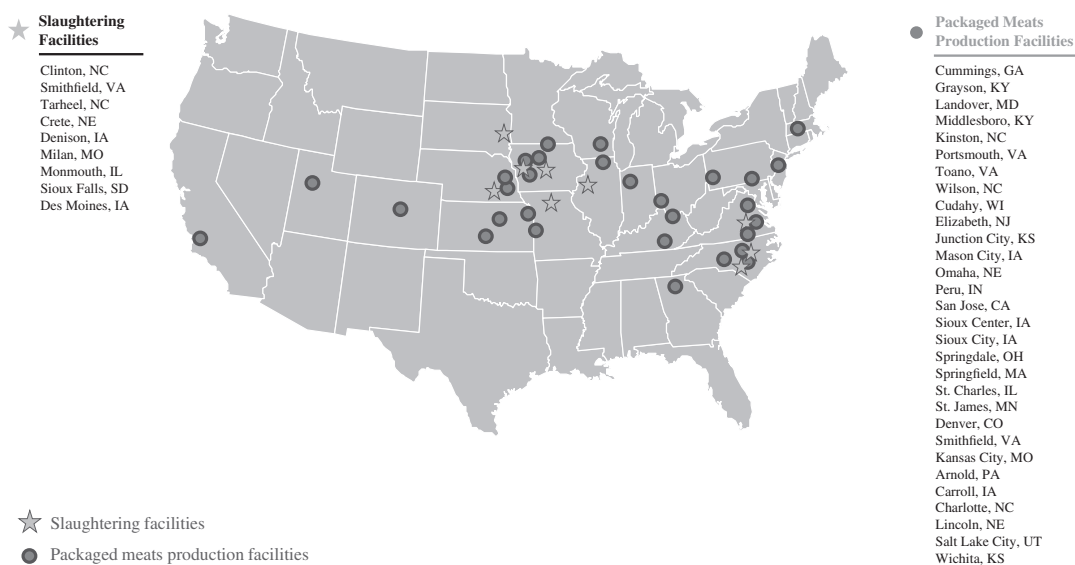 Slaughtering
Facilities
Clinton, NC
Smithfield, VA
Tarheel, NC
Crete, NE
Denison, IA
Milan, MO
Monmouth, IL
Sioux Falls, SD
Des Moines, IA
Packaged Meats
Production Facilities
Cummings, GA
Grayson, KY
Landover, MD
Middlesboro, KY
Kinston, NC
Portsmouth, VA
Toano, VA
Wilson, NC
Cudahy, WI
Elizabeth, NJ
Junction City, KS
Mason City, IA
Omaha, NE
Peru, IN
San Jose, CA
Sioux Center, IA
Sioux City, IA
Springdale, OH
Springfield, MA
St. Charles, IL
St. James, MN
Denver, CO
Smithfield, VA
Kansas City, MO
Arnold, PA
Carroll, IA
Charlotte, NC
Lincoln, NE
Salt Lake City, UT
Wichita, KS
Slaughtering facilities
Packaged meats production facilities